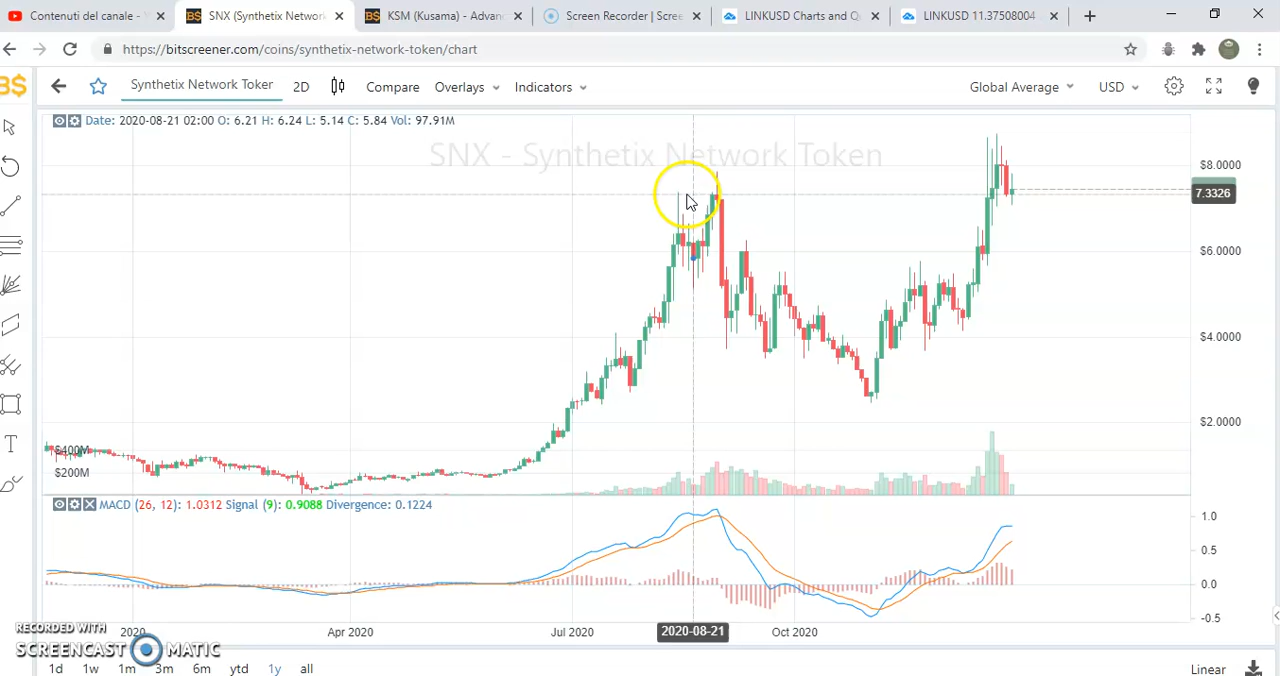 Contenuti del canale - Y
SNX (Synthetix Network
KSM (Kusama) - Advan
Screen Recorder | Scree
LINKUSD Charts and Qu
LINKUSD 11.37508004
https://bitscreener.com/coins/synthetix-network-token/chart
B$ Synthetix Network Token 2D Compare Overlays Indicators Global Average USD
Date: 2020-08-21 02:00 O: 6.21 H: 6.24 L: 5.14 C: 5.84 Vol: 97.91M
SNX - Synthetix Network Token
$8.0000
7.3326
$6.0000
$4.0000
$2.0000
$400M
$200M
MACD (26, 12): 1.0312 Signal (9): 0.9088 Divergence: 0.1224
1.0
0.5
0.0
-0.5
2020 Apr 2020 Jul 2020 2020-08-21 Oct 2020
RECORDED WITH
SCREENCAST MATIC
1d 1w 1m 3m 6m ytd 1y all Linear